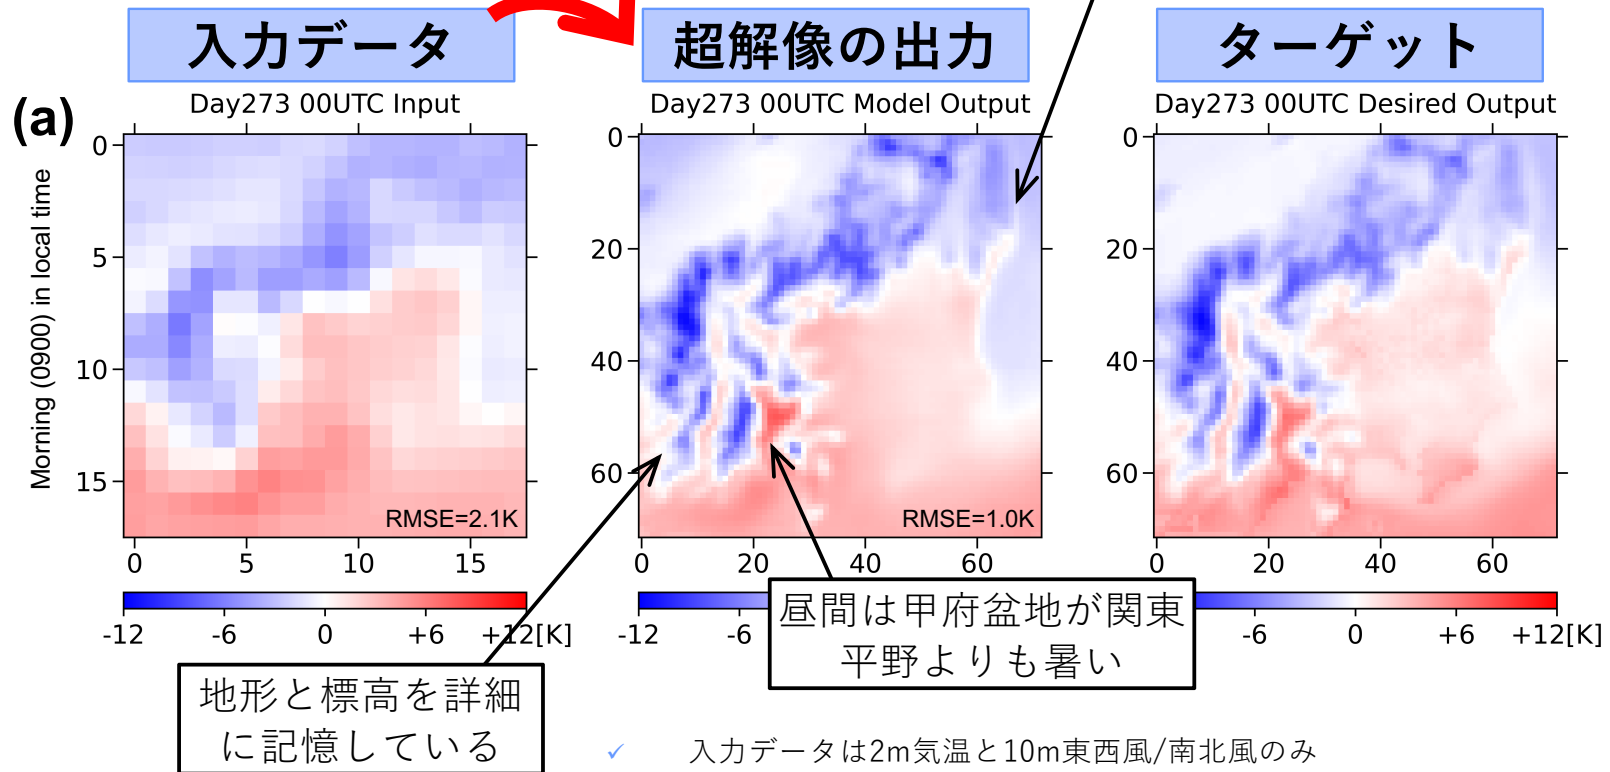 入力データ
超解像の出力
ターゲット
(a)
Day273 00UTC Input
Day273 00UTC Model Output
Day273 00UTC Desired Output
Morning (0900) in local time
0
5
10
15
0
20
40
60
0
20
40
60
RMSE=2.1K
RMSE=1.0K
0 5 10 15
0 20 40 60
0 20 40 60
-12 -6 0 +6 +12[K]
-12 -6
-6 0 +6 +12[K]
昼間は甲府盆地が関東
平野よりも暑い
地形と標高を詳細
に記憶している
✓ 入力データは2m気温と10m東西風/南北風のみ